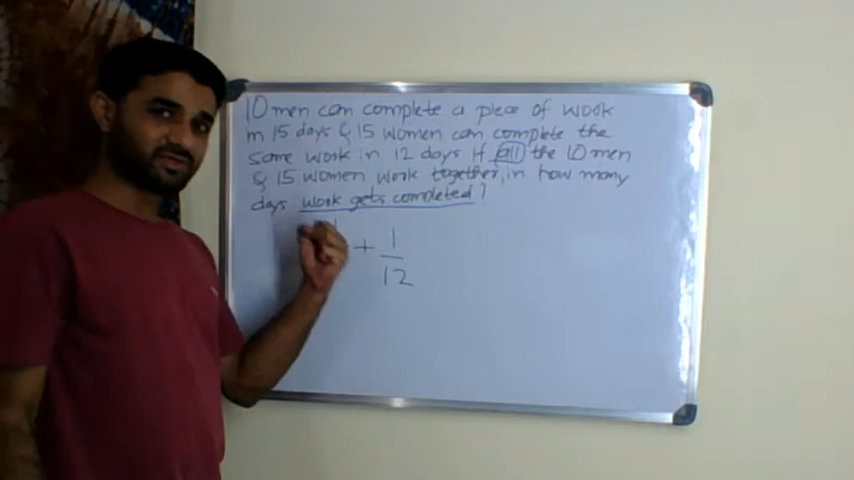 10 men can complete a piece of work
in 15 days & 15 women can complete the
same work in 12 days If all the 10 men
& 15 women work together, in how many
days work gets completed?
1 + 1
12